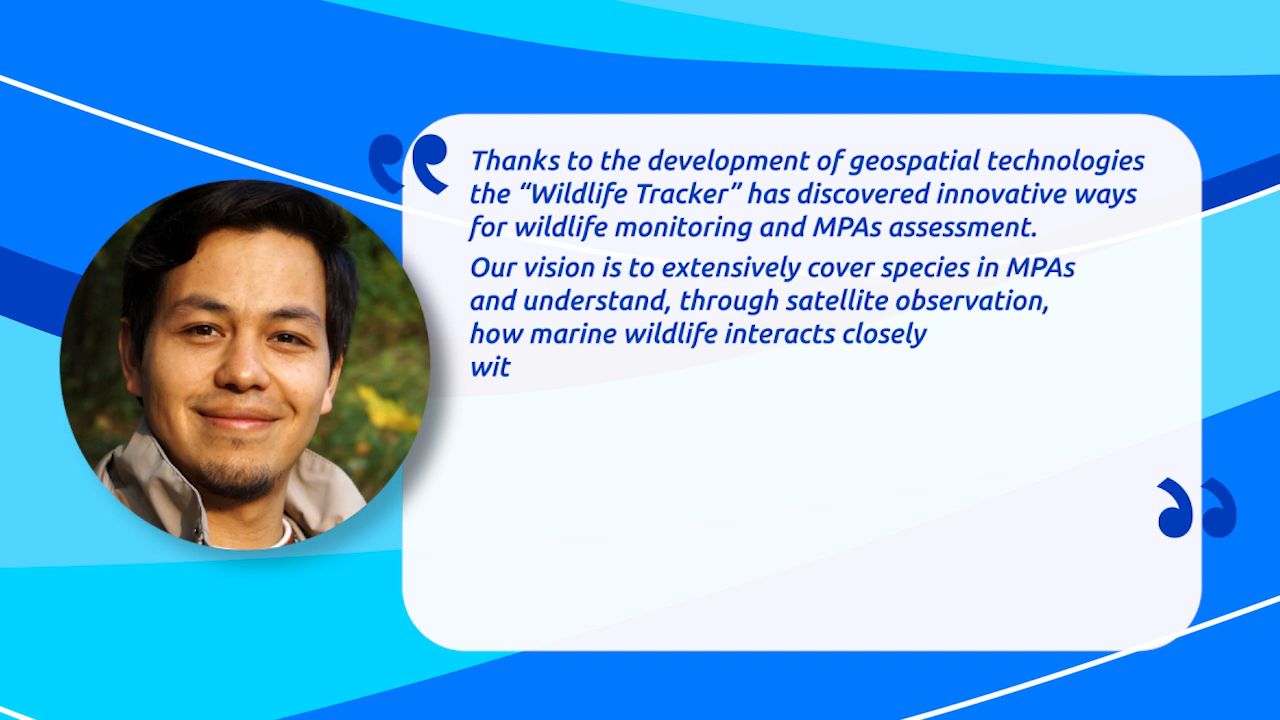 Thanks to the development of geospatial technologies
the “Wildlife Tracker” has discovered innovative ways
for wildlife monitoring and MPAs assessment.
Our vision is to extensively cover species in MPAs
and understand, through satellite observation,
how marine wildlife interacts closely
wit